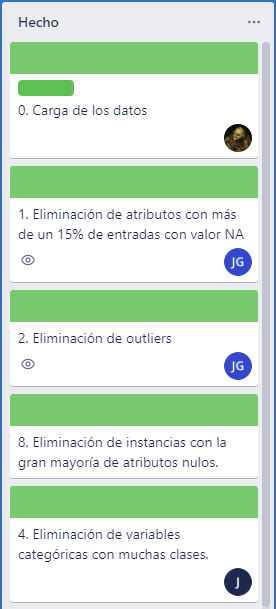 Hecho
0. Carga de los datos
1. Eliminación de atributos con más
de un 15% de entradas con valor NA
JG
2. Eliminación de outliers
JG
8. Eliminación de instancias con la
gran mayoría de atributos nulos.
4. Eliminación de variables
categóricas con muchas clases.
J